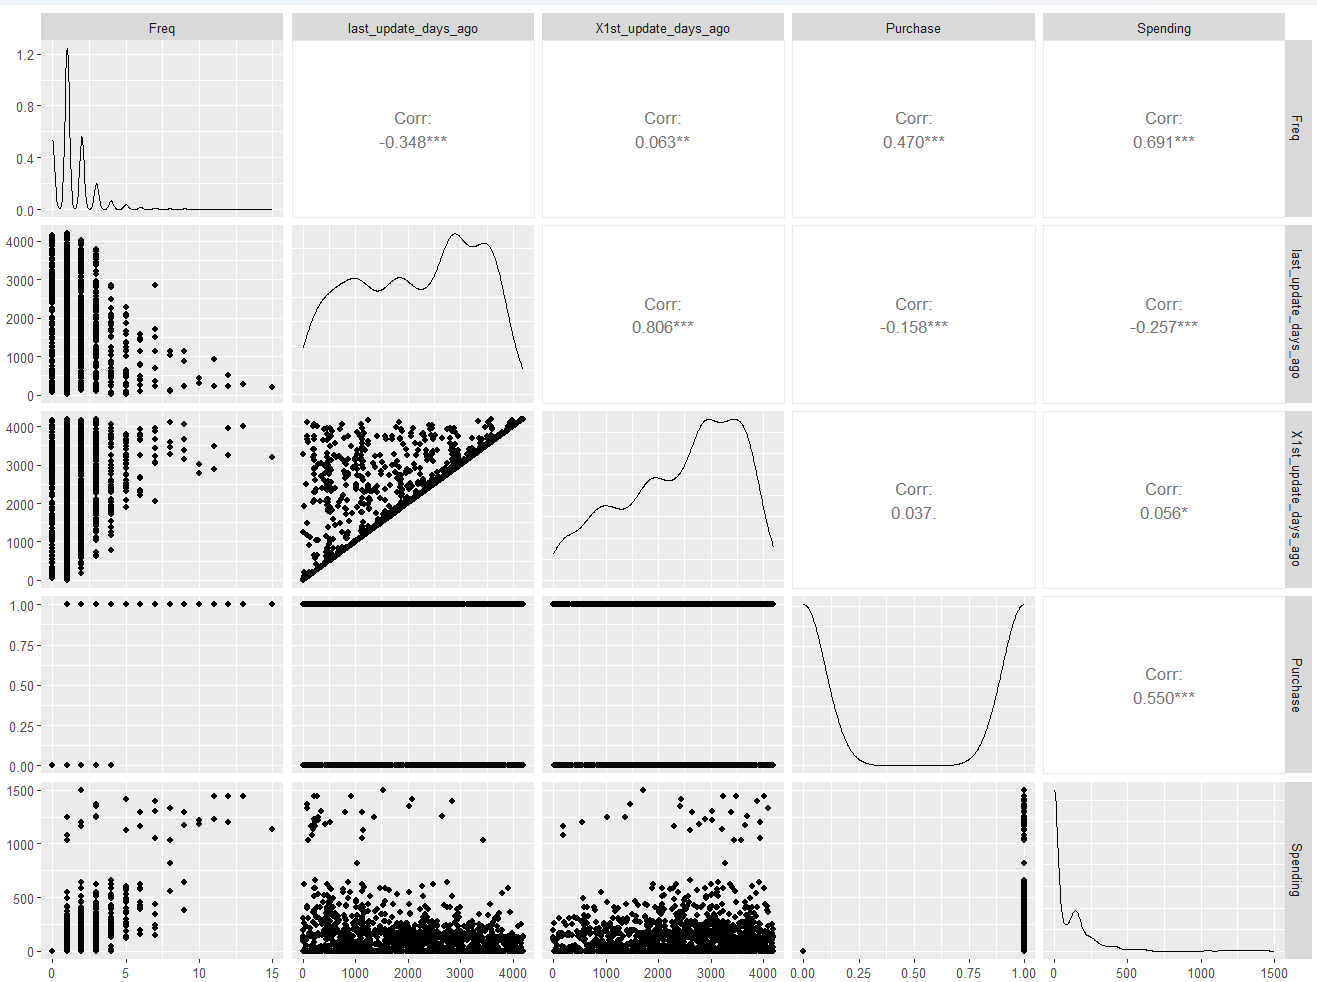 Freq
last_update_days_ago
X1st_update_days_ago
Purchase
Spending
1.2
0.8
0.4
0.0
Corr:
-0.348***
Corr:
0.063**
Corr:
0.470***
Corr:
0.691***
Freq
4000
3000
2000
1000
0
Corr:
0.806***
Corr:
-0.158***
Corr:
-0.257***
last_update_days_ago
4000
3000
2000
1000
0
Corr:
0.037.
Corr:
0.056*
X1st_update_days_ago
1.00
0.75
0.50
0.25
0.00
Corr:
0.550***
Purchase
1500
1000
500
0
Spending
0 5 10 15
0 1000 2000 3000 4000
0 1000 2000 3000 4000
0.00 0.25 0.50 0.75 1.00
0 500 1000 1500